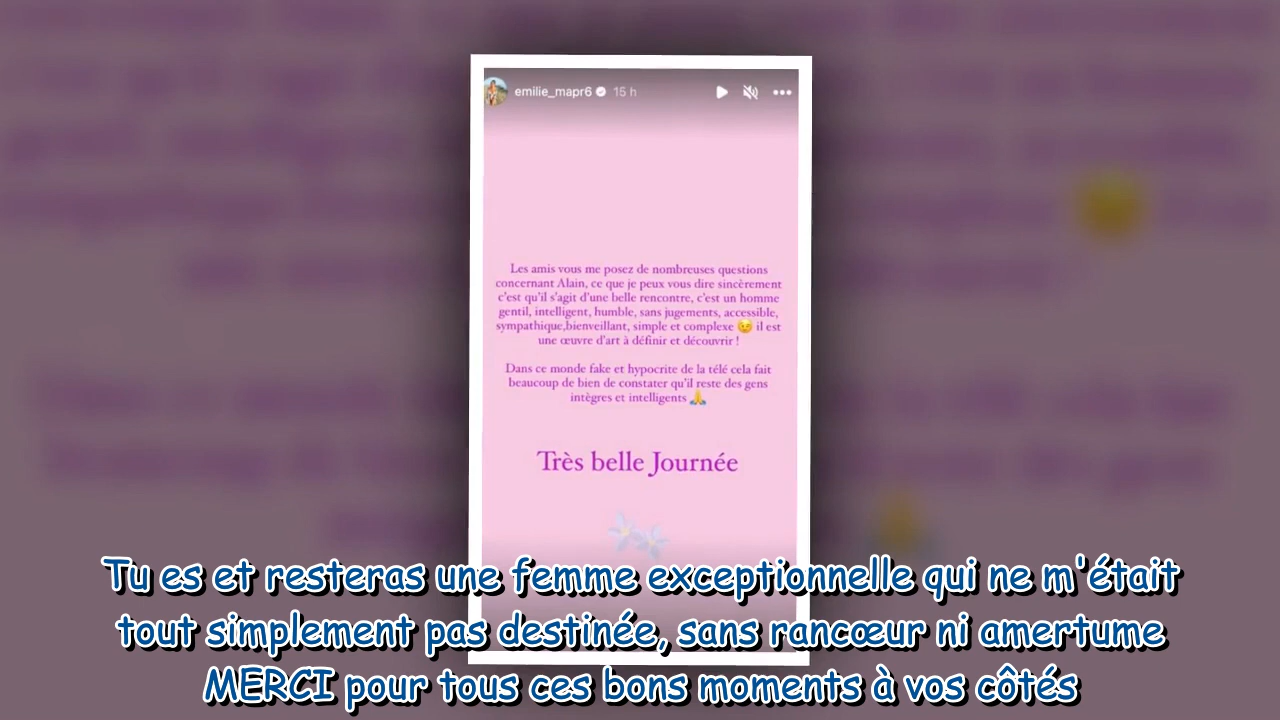 emilie_mapr6 15 h
Les amis vous me posez de nombreuses questions
concernant Alain, ce que je peux vous dire sincèrement
c'est qu'il s'agit d'une belle rencontre, c'est un homme
gentil, intelligent, humble, sans jugements, accessible,
sympathique,bienveillant, simple et complexe 😉 il est
une œuvre d'art à définir et découvrir !
Dans ce monde fake et hypocrite de la télé cela fait
beaucoup de bien de constater qu'il reste des gens
intègres et intelligents 🙏
Très belle Journée
Tu es et resteras une femme exceptionnelle qui ne m'était
tout simplement pas destinée, sans rancœur ni amertume
MERCI pour tous ces bons moments à vos côtés